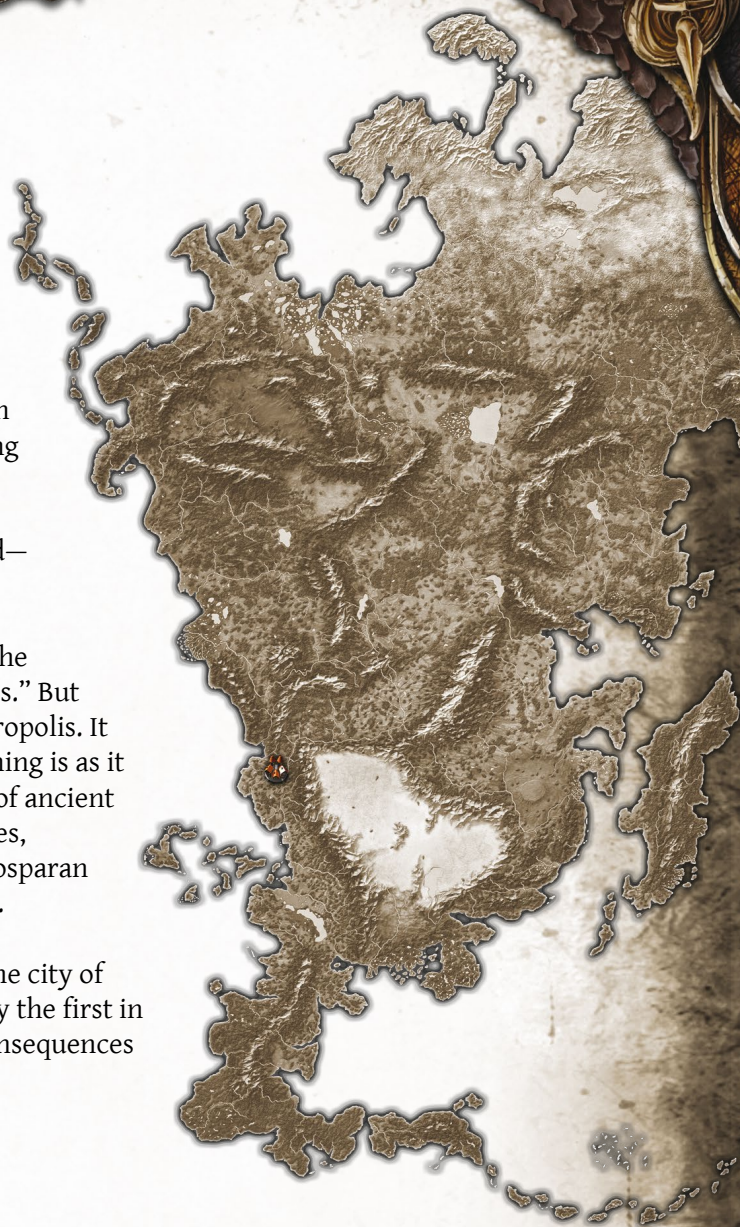 ng
d—
he
s.” But
ropolis. It
ning is as it
of ancient
es,
osparan
he city of
y the first in
nsequences